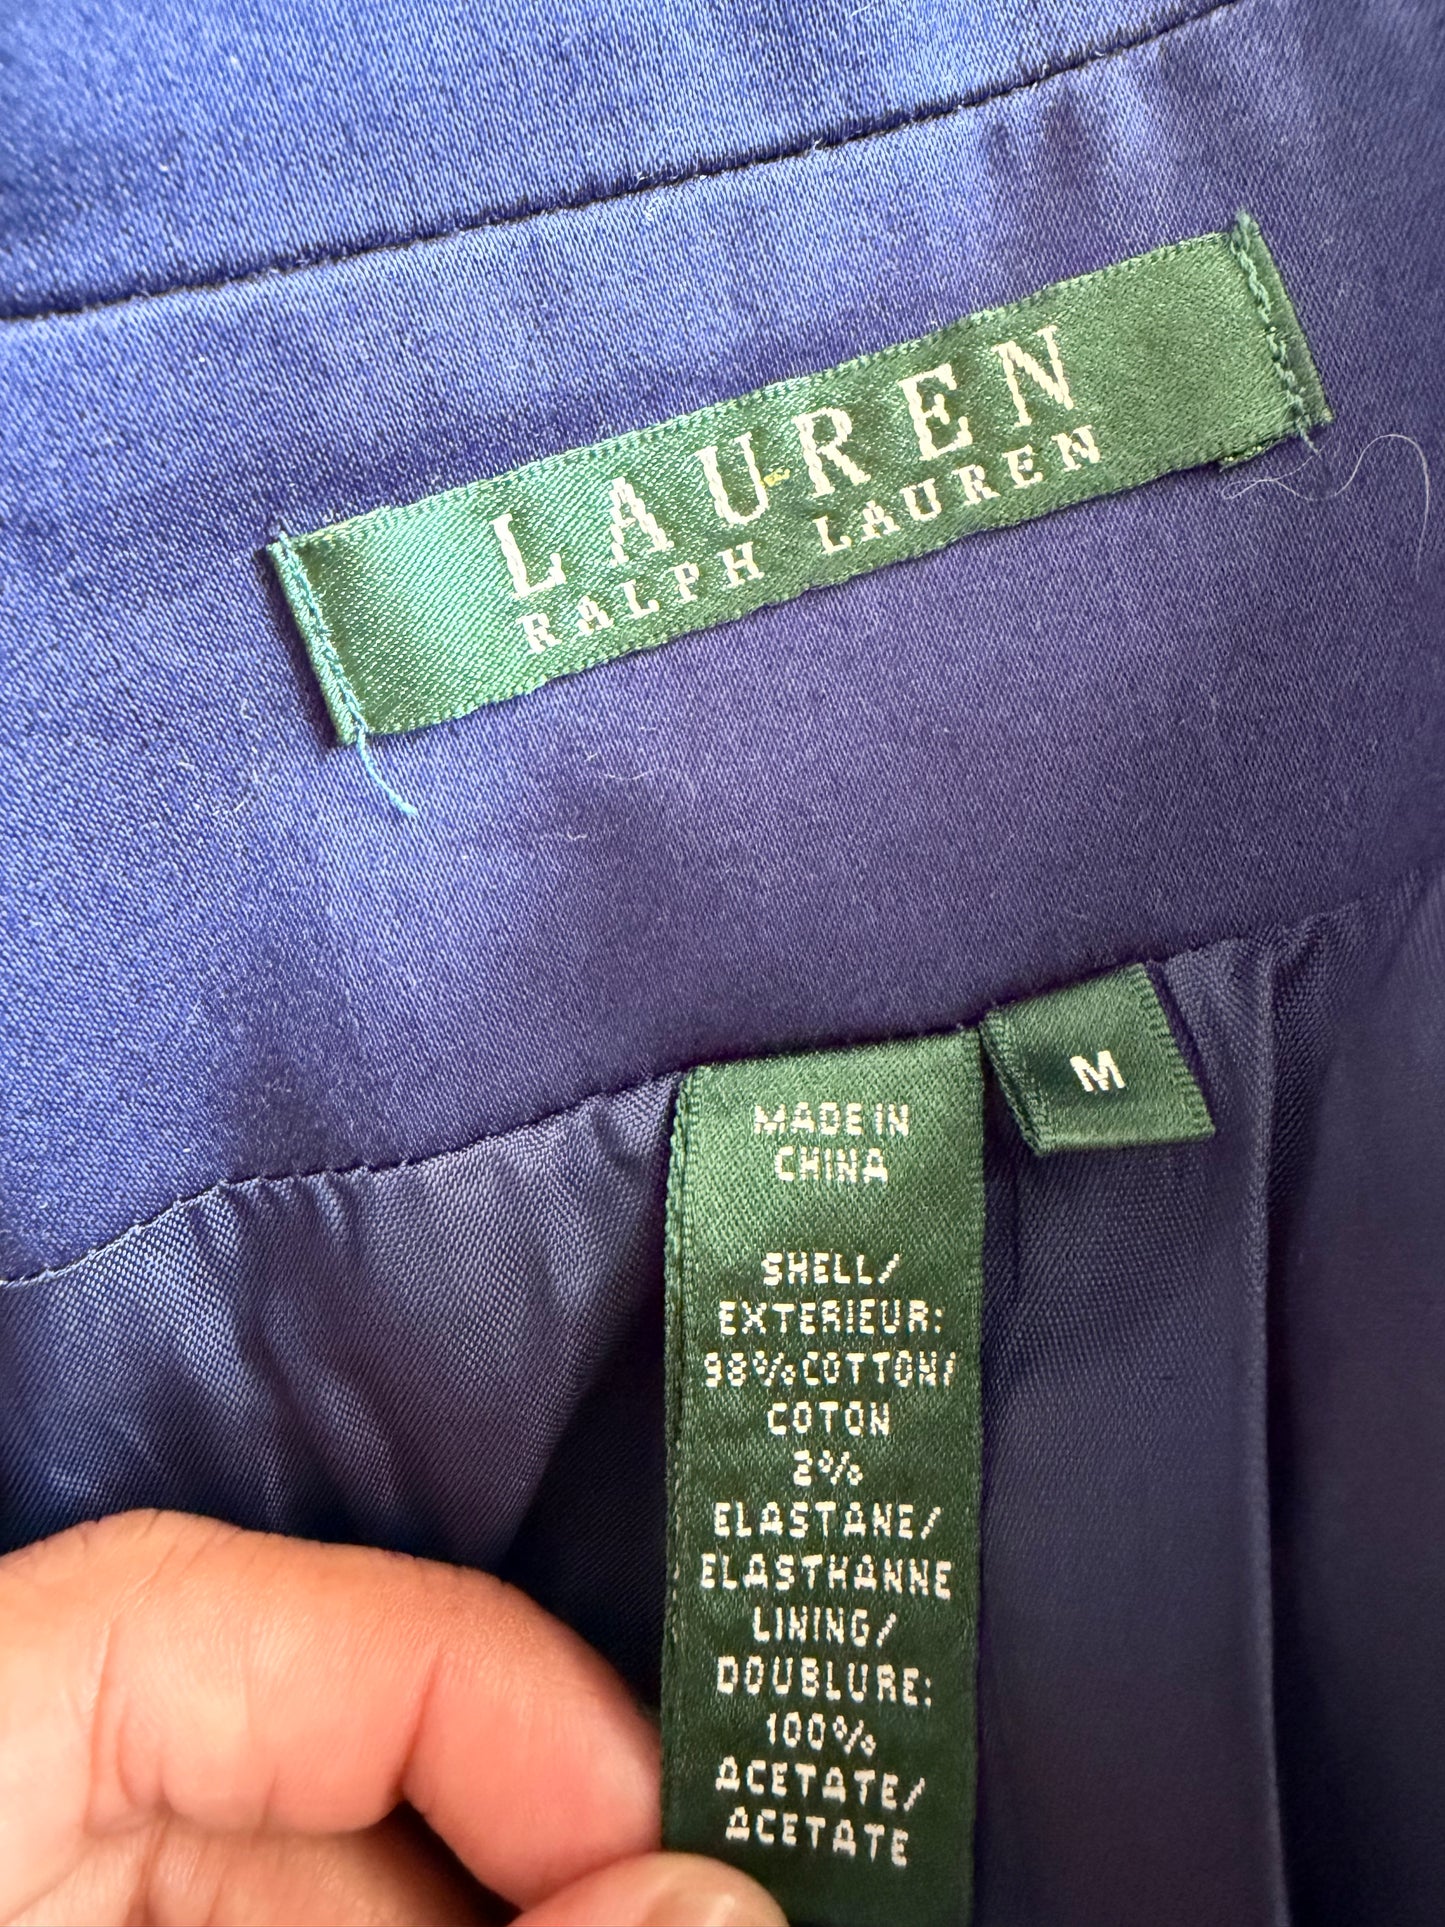 LAUREN
RALPH LAUREN
M
MADE IN
CHINA
SHELL/
EXTERIEUR:
98% COTTON/
COTON
2%
ELASTANE/
ELASTHANNE
LINING/
DOUBLURE:
100%
ACETATE/
ACETATE